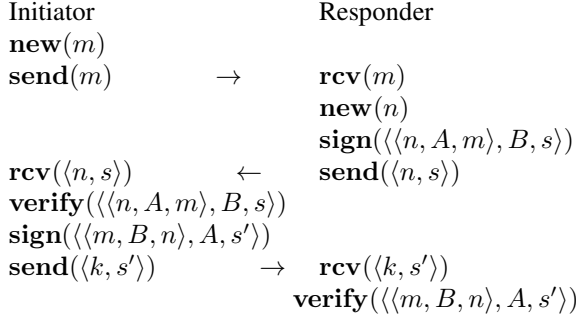 Initiator Responder
new(m)
send(m) → rcv(m)
new(n)
sign(⟨⟨n, A, m⟩, B, s⟩)
rcv(⟨n, s⟩) ← send(⟨n, s⟩)
verify(⟨⟨n, A, m⟩, B, s⟩)
sign(⟨⟨m, B, n⟩, A, s′⟩)
send(⟨k, s′⟩) → rcv(⟨k, s′⟩)
verify(⟨⟨m, B, n⟩, A, s′⟩)